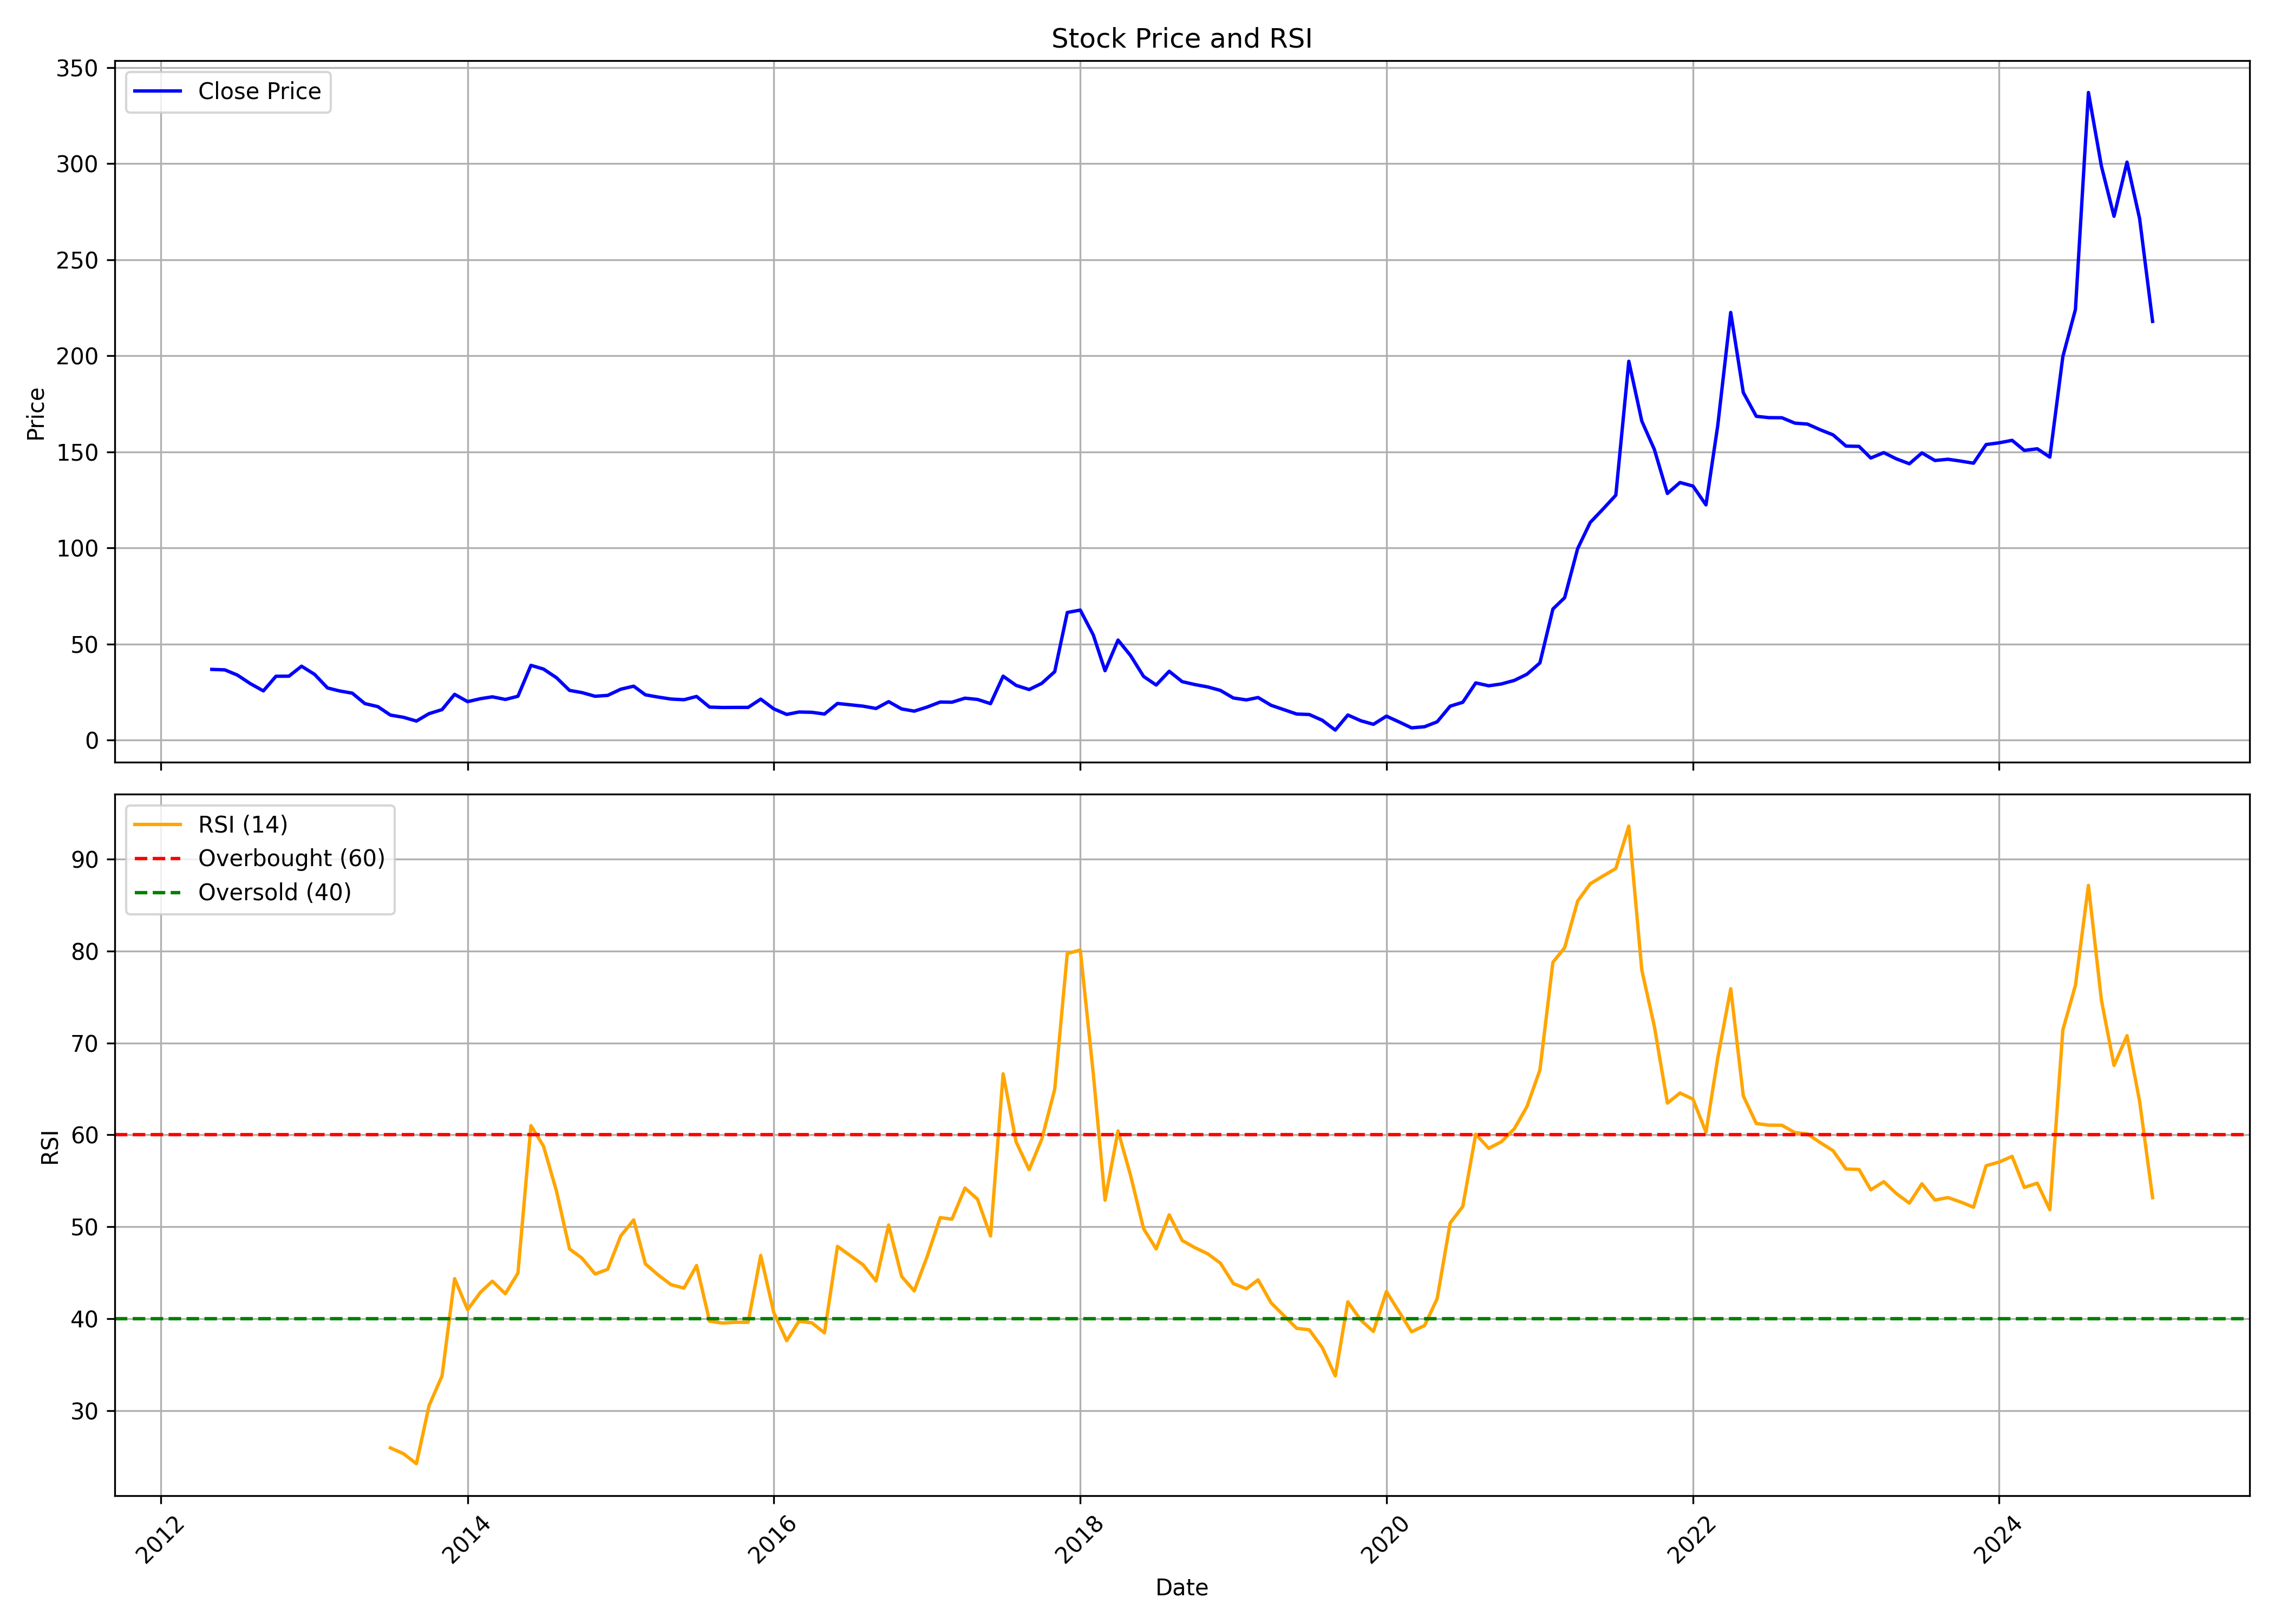 Stock Price and RSI
Close Price
350
300
250
200
150
100
50
0
Price
RSI (14)
Overbought (60)
Oversold (40)
90
80
70
60
50
40
30
RSI
2012
2014
2016
2018
2020
2022
2024
Date